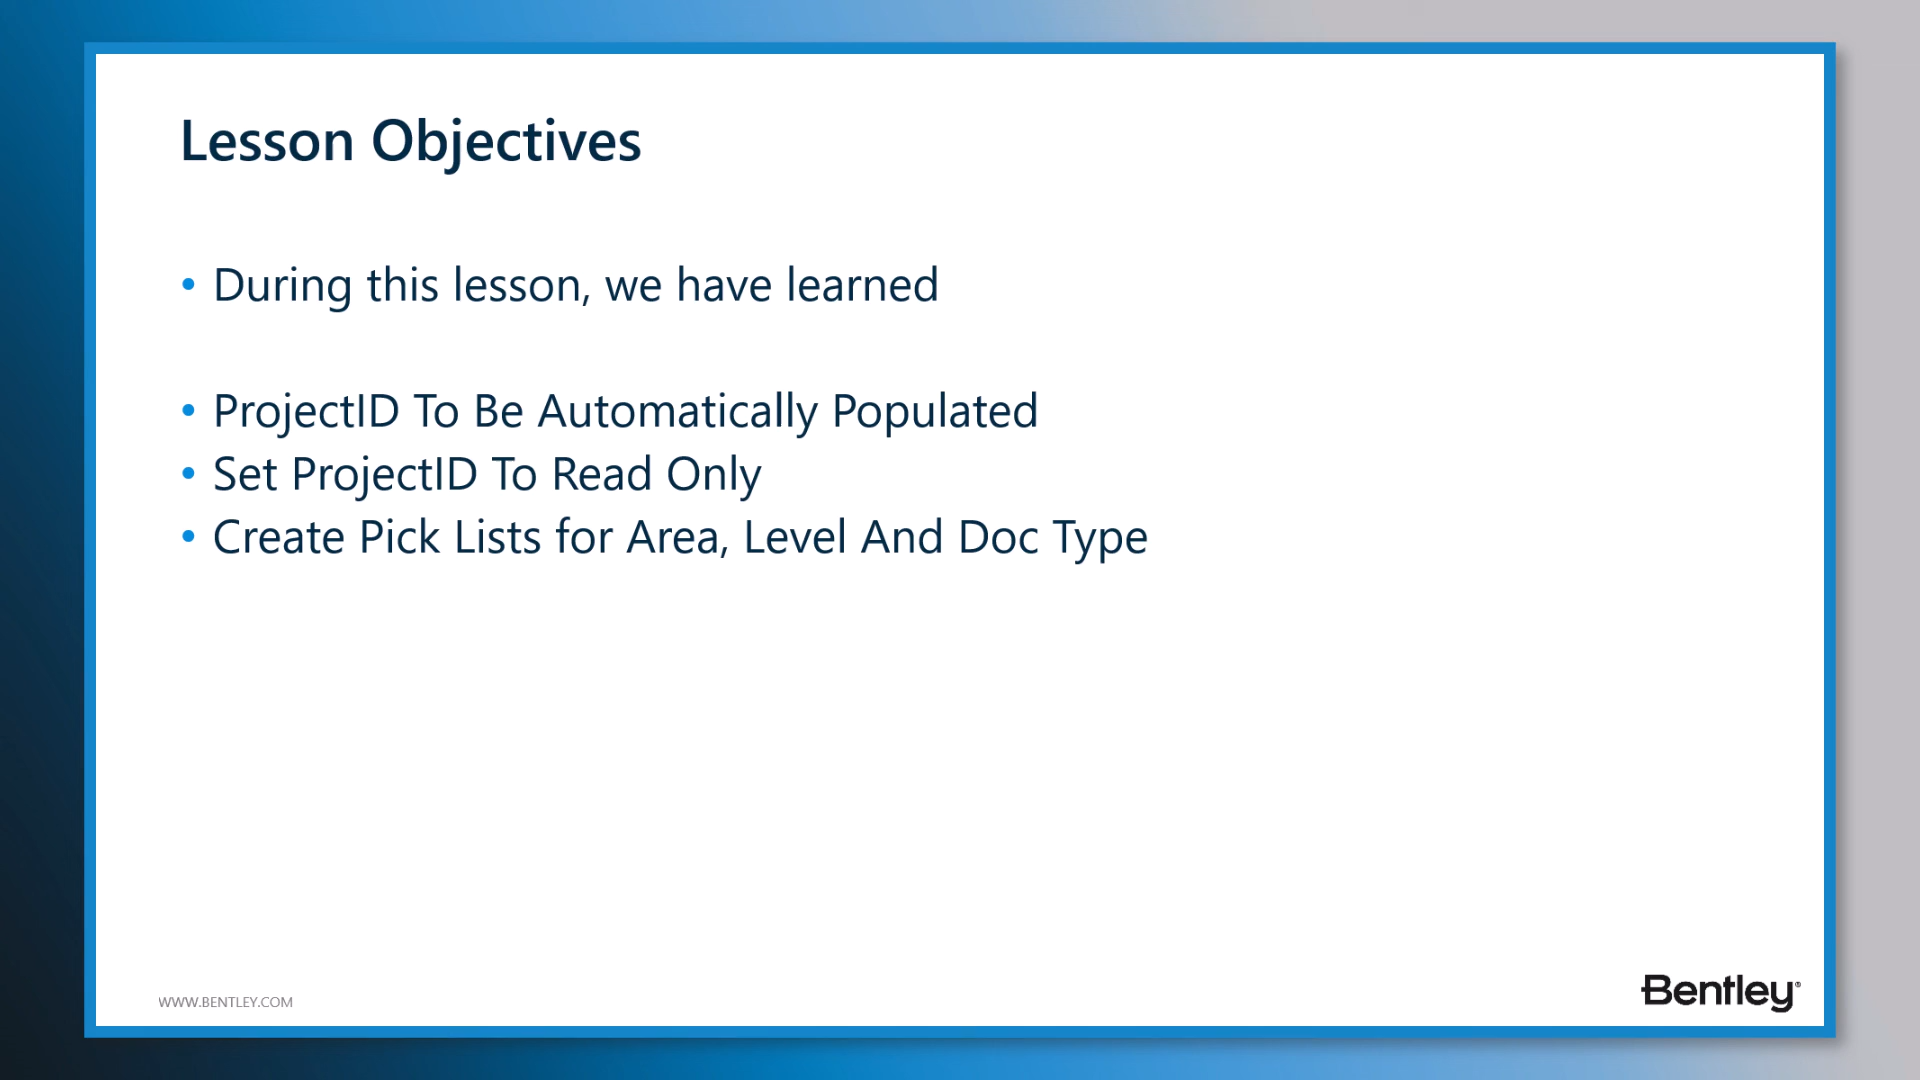 Lesson Objectives
• During this lesson, we have learned
• ProjectID To Be Automatically Populated
• Set ProjectID To Read Only
• Create Pick Lists for Area, Level And Doc Type
WWW.BENTLEY.COM
Bentley®